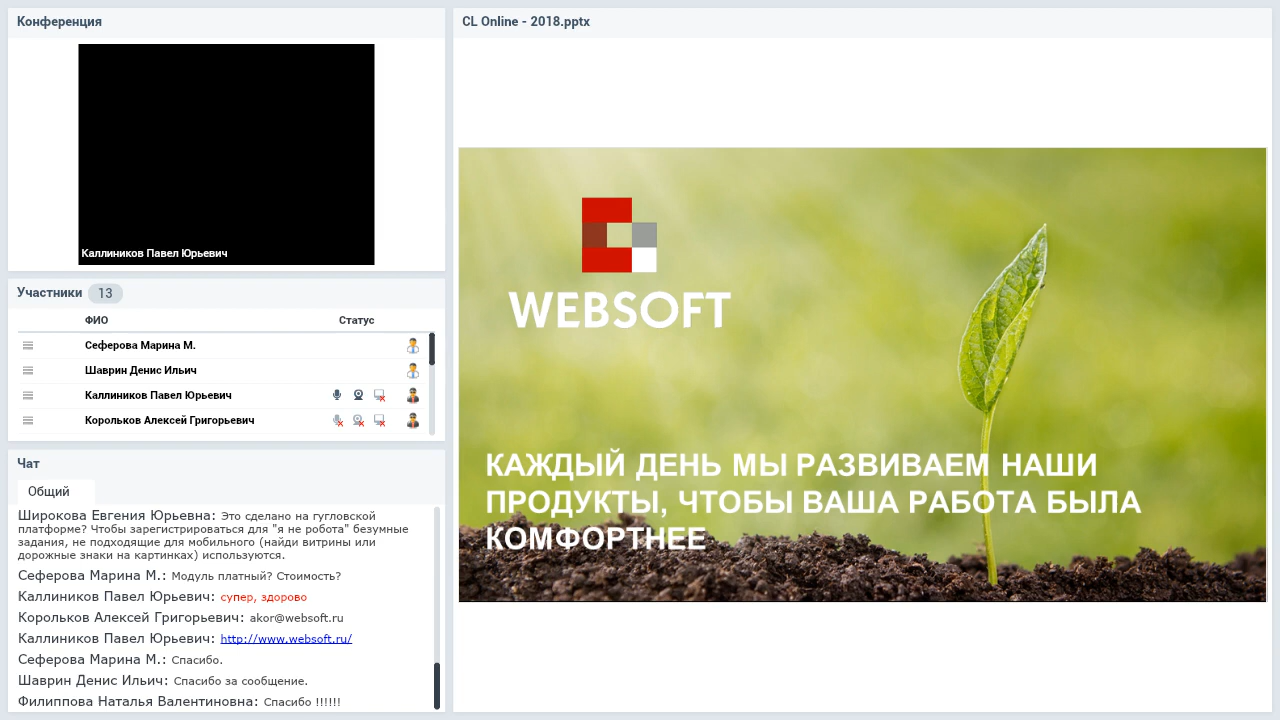 Конференция
Каллиников Павел Юрьевич
Участники 13
ФИО Статус
Сеферова Марина М.
Шаврин Денис Ильич
Каллиников Павел Юрьевич
Корольков Алексей Григорьевич
Чат
Общий
Широкова Евгения Юрьевна: Это сделано на гугловской
платформе? Чтобы зарегистрироваться для "я не робота" безумные
задания, не подходящие для мобильного (найди витрины или
дорожные знаки на картинках) используются.
Сеферова Марина М.: Модуль платный? Стоимость?
Каллиников Павел Юрьевич: супер, здорово
Корольков Алексей Григорьевич: akor@websoft.ru
Каллиников Павел Юрьевич: http://www.websoft.ru/
Сеферова Марина М.: Спасибо.
Шаврин Денис Ильич: Спасибо за сообщение.
Филиппова Наталья Валентиновна: Спасибо !!!!!!
CL Online - 2018.pptx
WEBSOFT
КАЖДЫЙ ДЕНЬ МЫ РАЗВИВАЕМ НАШИ
ПРОДУКТЫ, ЧТОБЫ ВАША РАБОТА БЫЛА
КОМФОРТНЕЕ